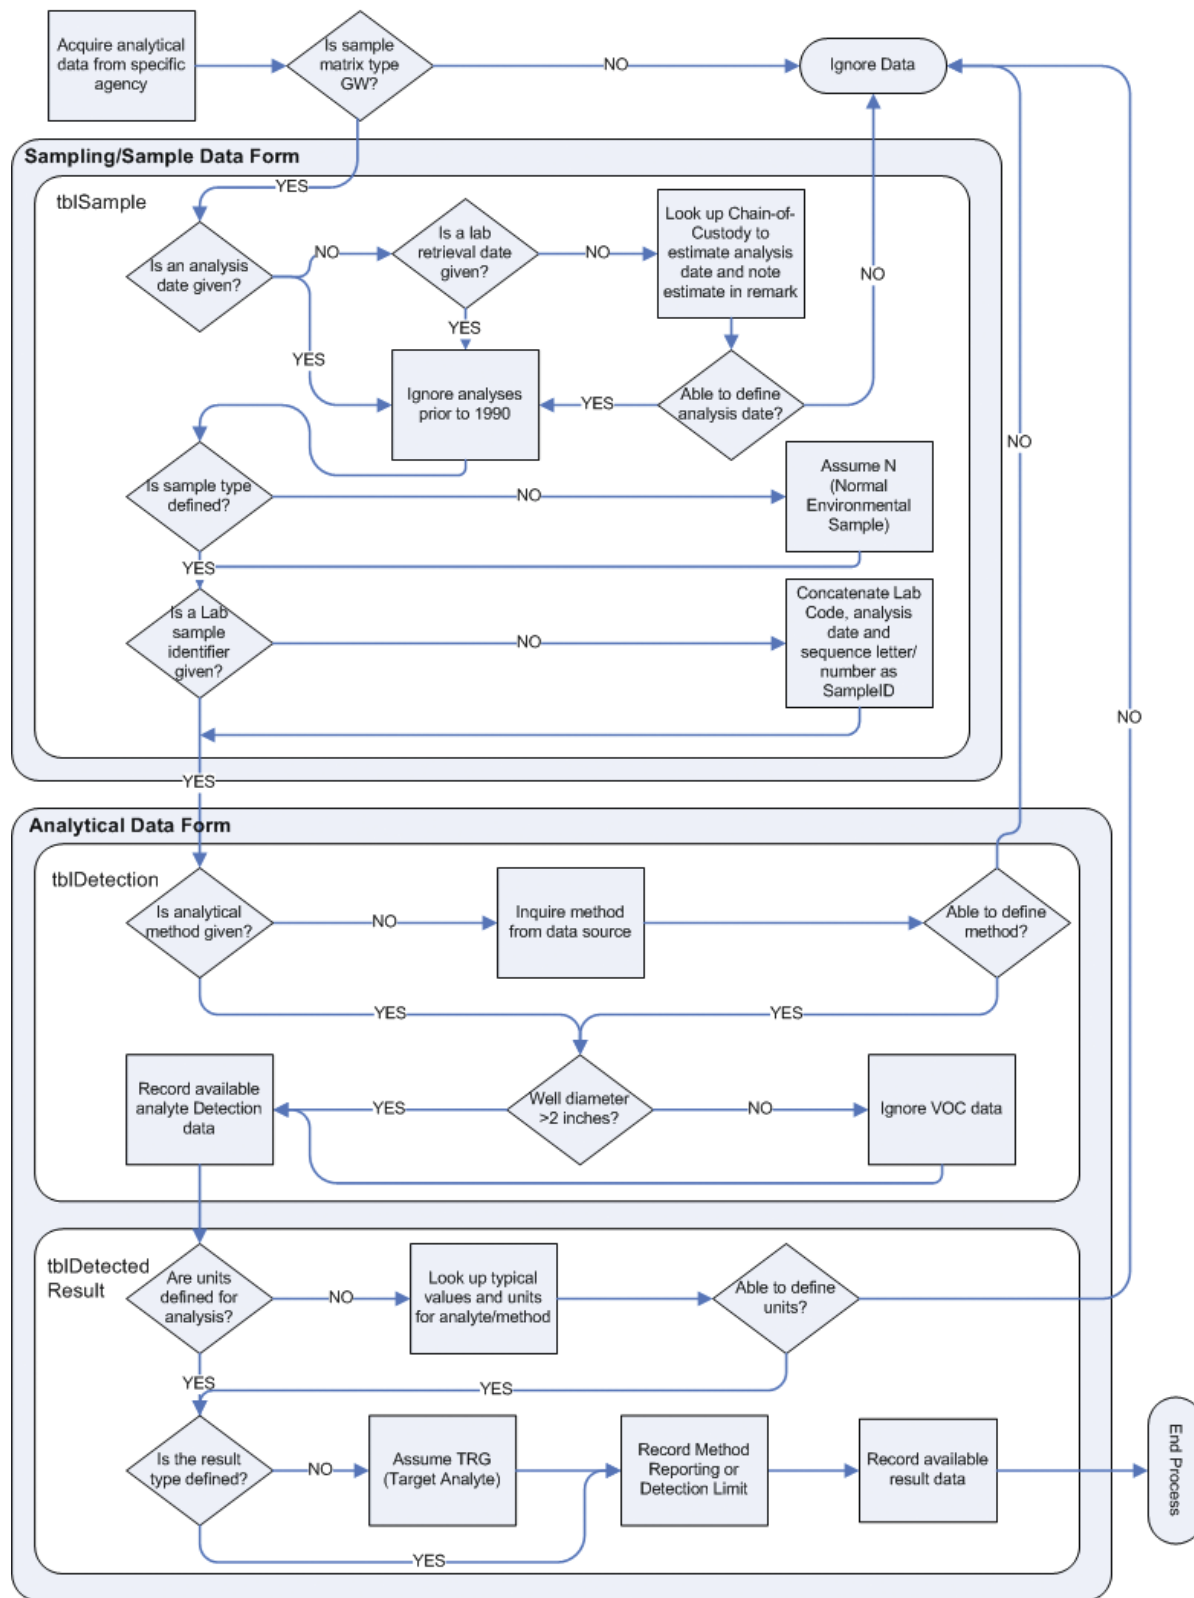 Acquire analytical
data from specific
agency
Is sample
matrix type
GW?
NO
Ignore Data
Sampling/Sample Data Form
YES
tblSample
Is an analysis
date given?
NO
Is a lab
retrieval date
given?
NO
Look up Chain-of-
Custody to
estimate analysis
date and note
estimate in remark
NO
YES
YES
Ignore analyses
prior to 1990
YES
Able to define
analysis date?
NO
Is sample type
defined?
NO
Assume N
(Normal
Environmental
Sample)
YES
Is a Lab
sample
identifier
given?
NO
Concatenate Lab
Code, analysis
date and
sequence letter/
number as
SampleID
NO
YES
Analytical Data Form
tblDetection
Is analytical
method given?
NO
Inquire method
from data source
Able to define
method?
YES
YES
Record available
analyte Detection
data
YES
Well diameter
>2 inches?
NO
Ignore VOC data
tblDetected
Result
Are units
defined for
analysis?
NO
Look up typical
values and units
for analyte/method
Able to define
units?
YES
YES
Is the result
type defined?
NO
Assume TRG
(Target Analyte)
Record Method
Reporting or
Detection Limit
Record available
result data
End Process
YES